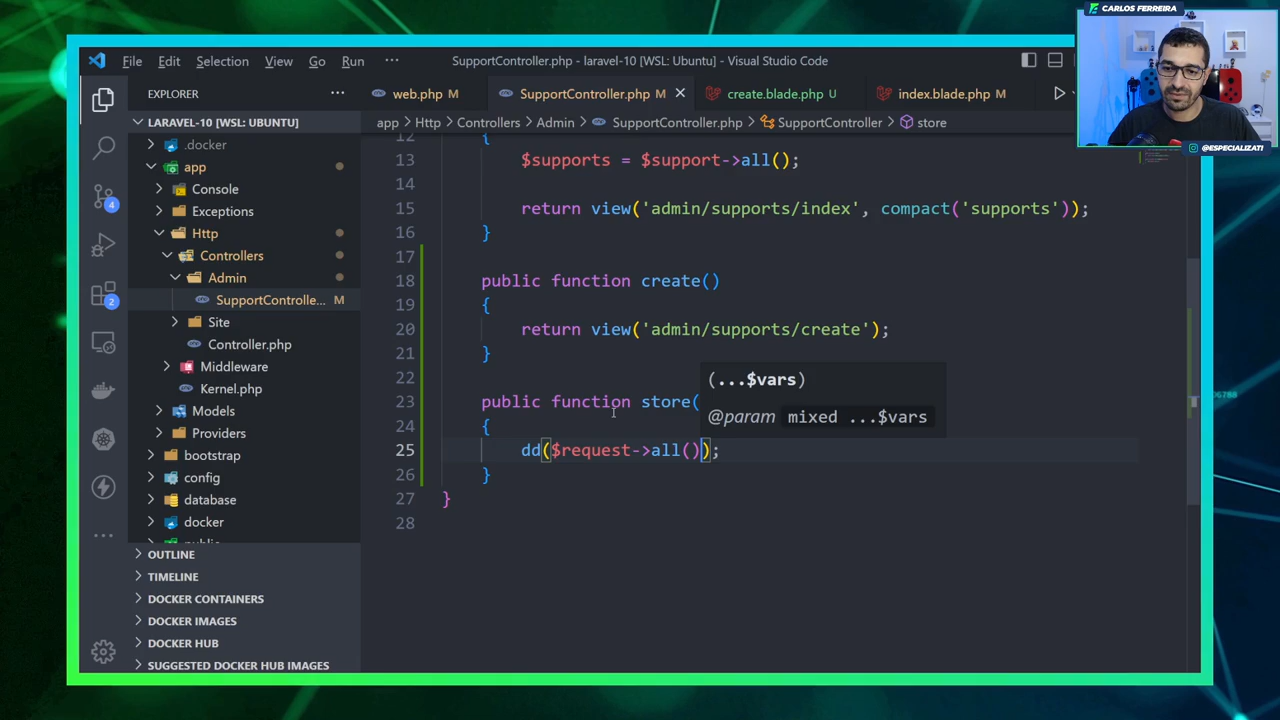 CARLOS FERREIRA
@ESPECIALIZATI
File Edit Selection View Go Run ··· SupportController.php - laravel-10 [WSL: Ubuntu] - Visual Studio Code
EXPLORER ···
web.php M SupportController.php M × create.blade.php U index.blade.php M
LARAVEL-10 [WSL: UBUNTU]
app > Http > Controllers > Admin > SupportController.php > SupportController > store
.docker
app
Console
Exceptions
Http
Controllers
Admin
SupportControlle... M
Site
Controller.php
Middleware
Kernel.php
Models
Providers
bootstrap
config
database
docker
OUTLINE
TIMELINE
DOCKER CONTAINERS
DOCKER IMAGES
DOCKER HUB
SUGGESTED DOCKER HUB IMAGES
4
2
12 {
13 $supports = $support->all();
14
15 return view('admin/supports/index', compact('supports'));
16 }
17
18 public function create()
19 {
20 return view('admin/supports/create');
21 }
22
23 public function store(
24 {
25 dd($request->all());
26 }
27 }
28
(...$vars)
@param mixed ...$vars